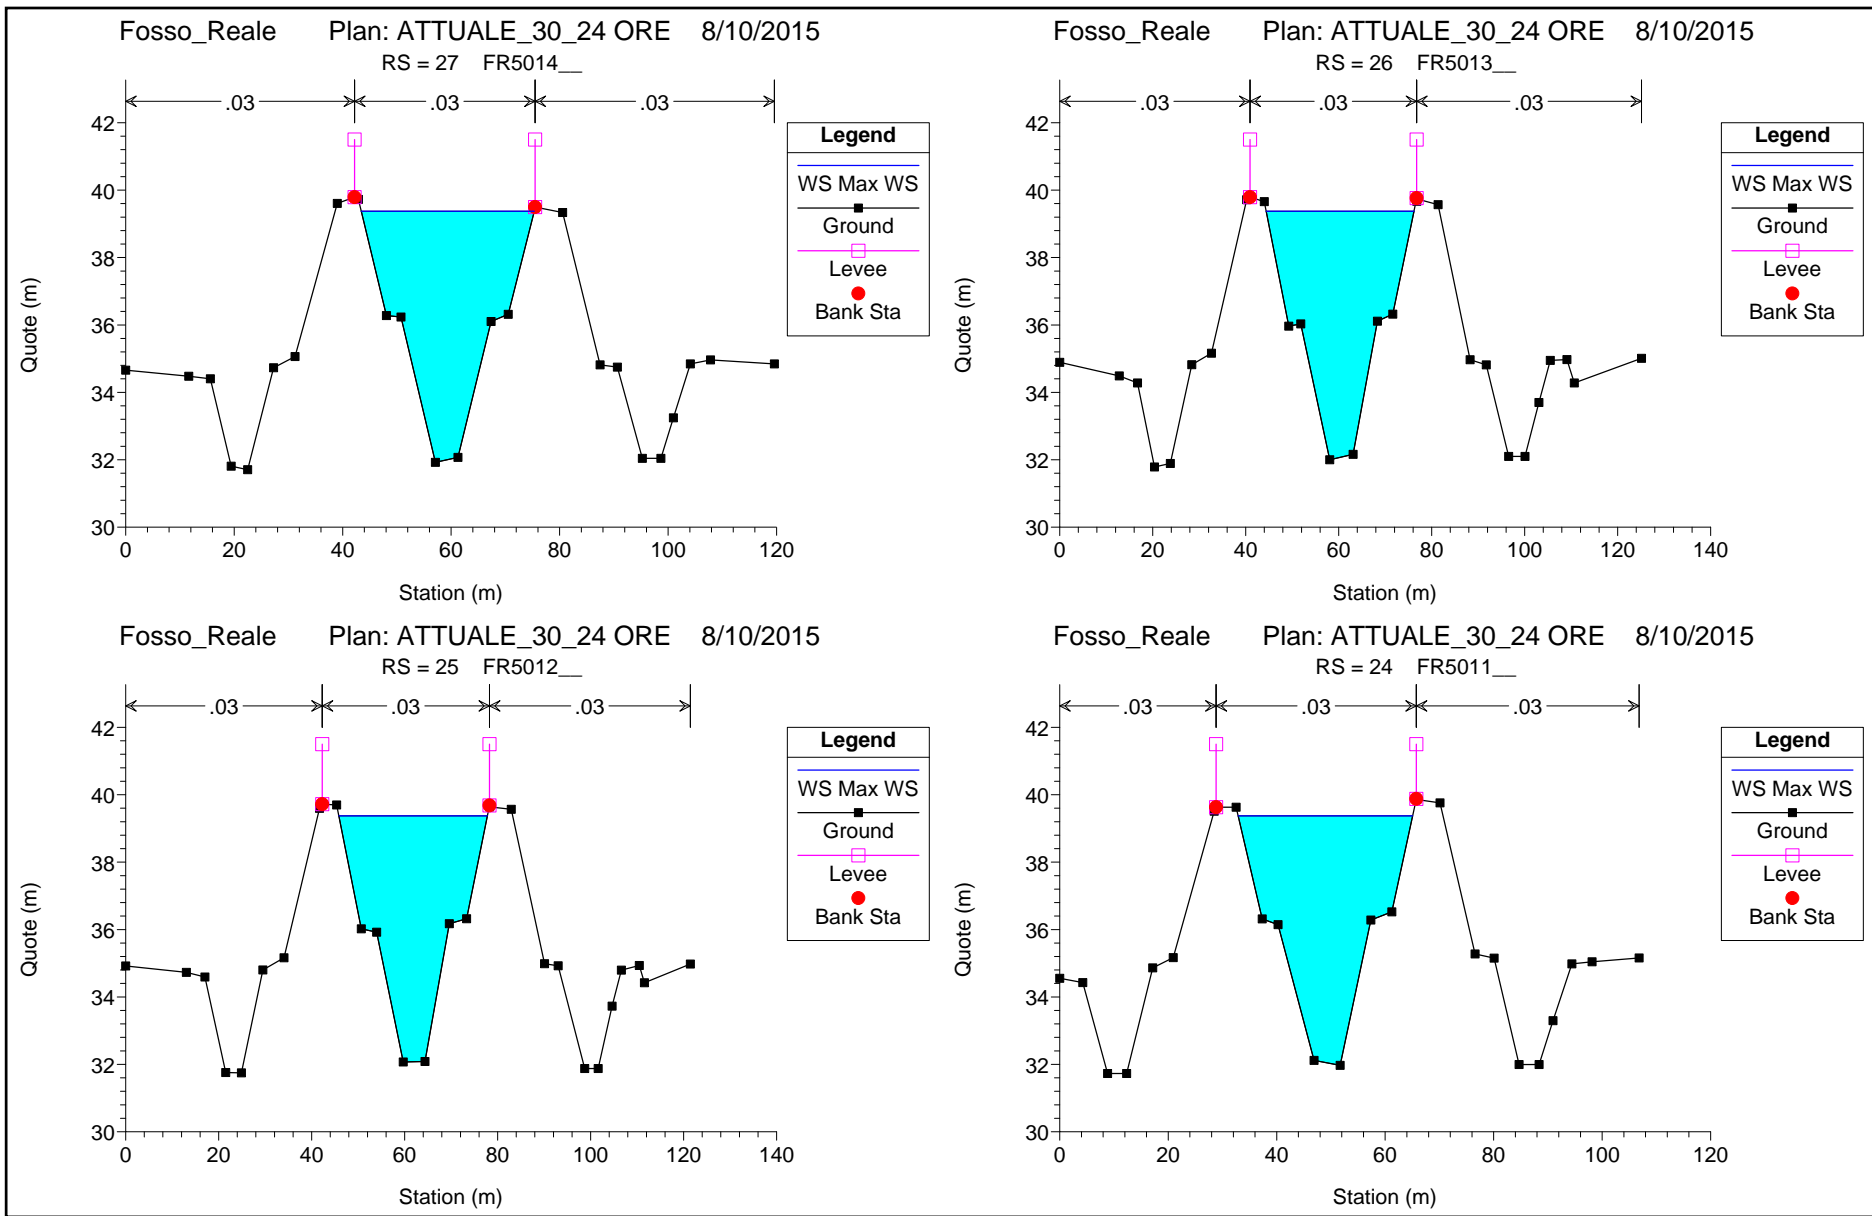 Fosso_Reale Plan: ATTUALE_30_24 ORE 8/10/2015
RS = 27 FR5014__
.03 .03 .03
42
40
38
36
34
32
30
0 20 40 60 80 100 120
Station (m)
Quote (m)
Legend
WS Max WS
Ground
Levee
Bank Sta
Fosso_Reale Plan: ATTUALE_30_24 ORE 8/10/2015
RS = 26 FR5013__
.03 .03 .03
42
40
38
36
34
32
30
0 20 40 60 80 100 120 140
Station (m)
Quote (m)
Legend
WS Max WS
Ground
Levee
Bank Sta
Fosso_Reale Plan: ATTUALE_30_24 ORE 8/10/2015
RS = 25 FR5012__
.03 .03 .03
42
40
38
36
34
32
30
0 20 40 60 80 100 120 140
Station (m)
Quote (m)
Legend
WS Max WS
Ground
Levee
Bank Sta
Fosso_Reale Plan: ATTUALE_30_24 ORE 8/10/2015
RS = 24 FR5011__
.03 .03 .03
42
40
38
36
34
32
30
0 20 40 60 80 100 120
Station (m)
Quote (m)
Legend
WS Max WS
Ground
Levee
Bank Sta